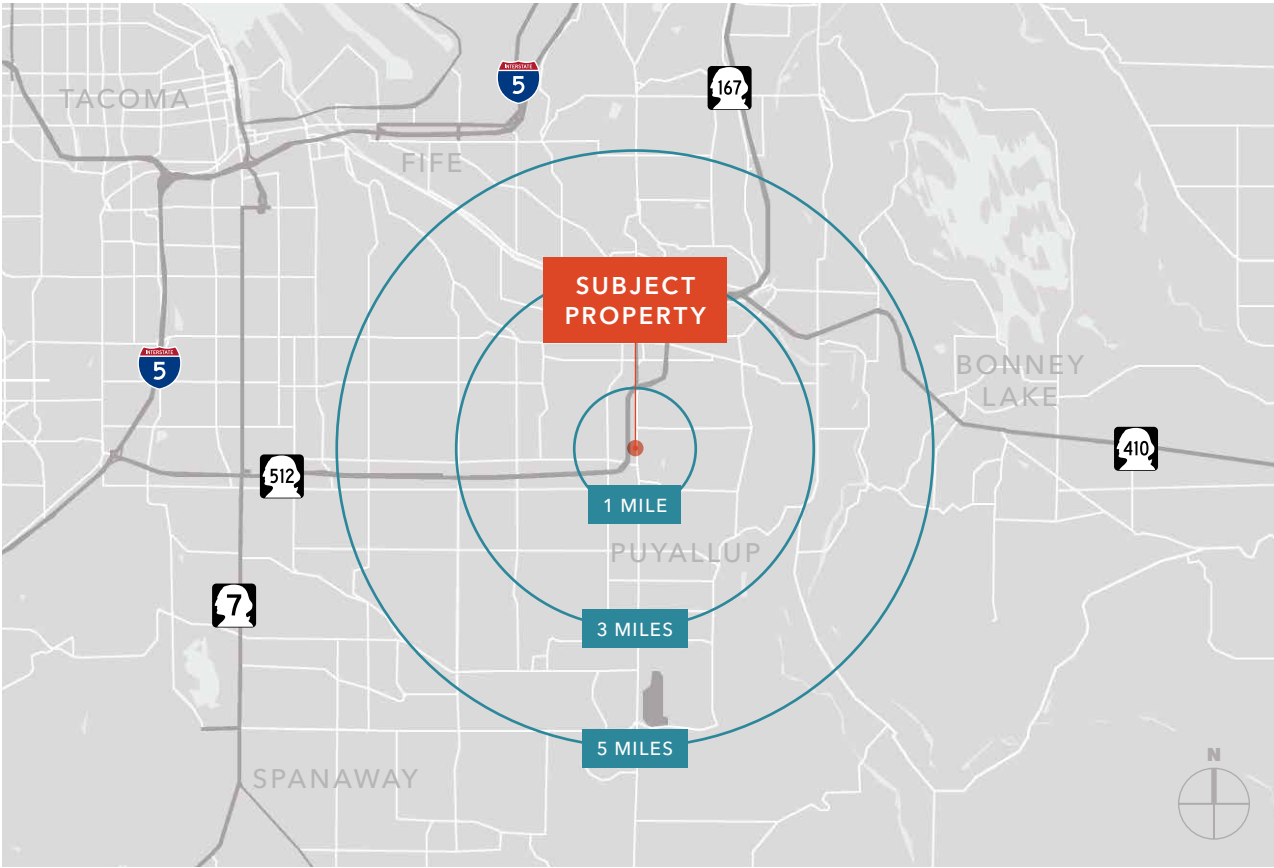 INTERSTATE
5
167
TACOMA
FIFE
SUBJECT
PROPERTY
INTERSTATE
5
BONNEY
LAKE
410
512
1 MILE
PUYALLUP
7
3 MILES
5 MILES
N
SPANAWAY